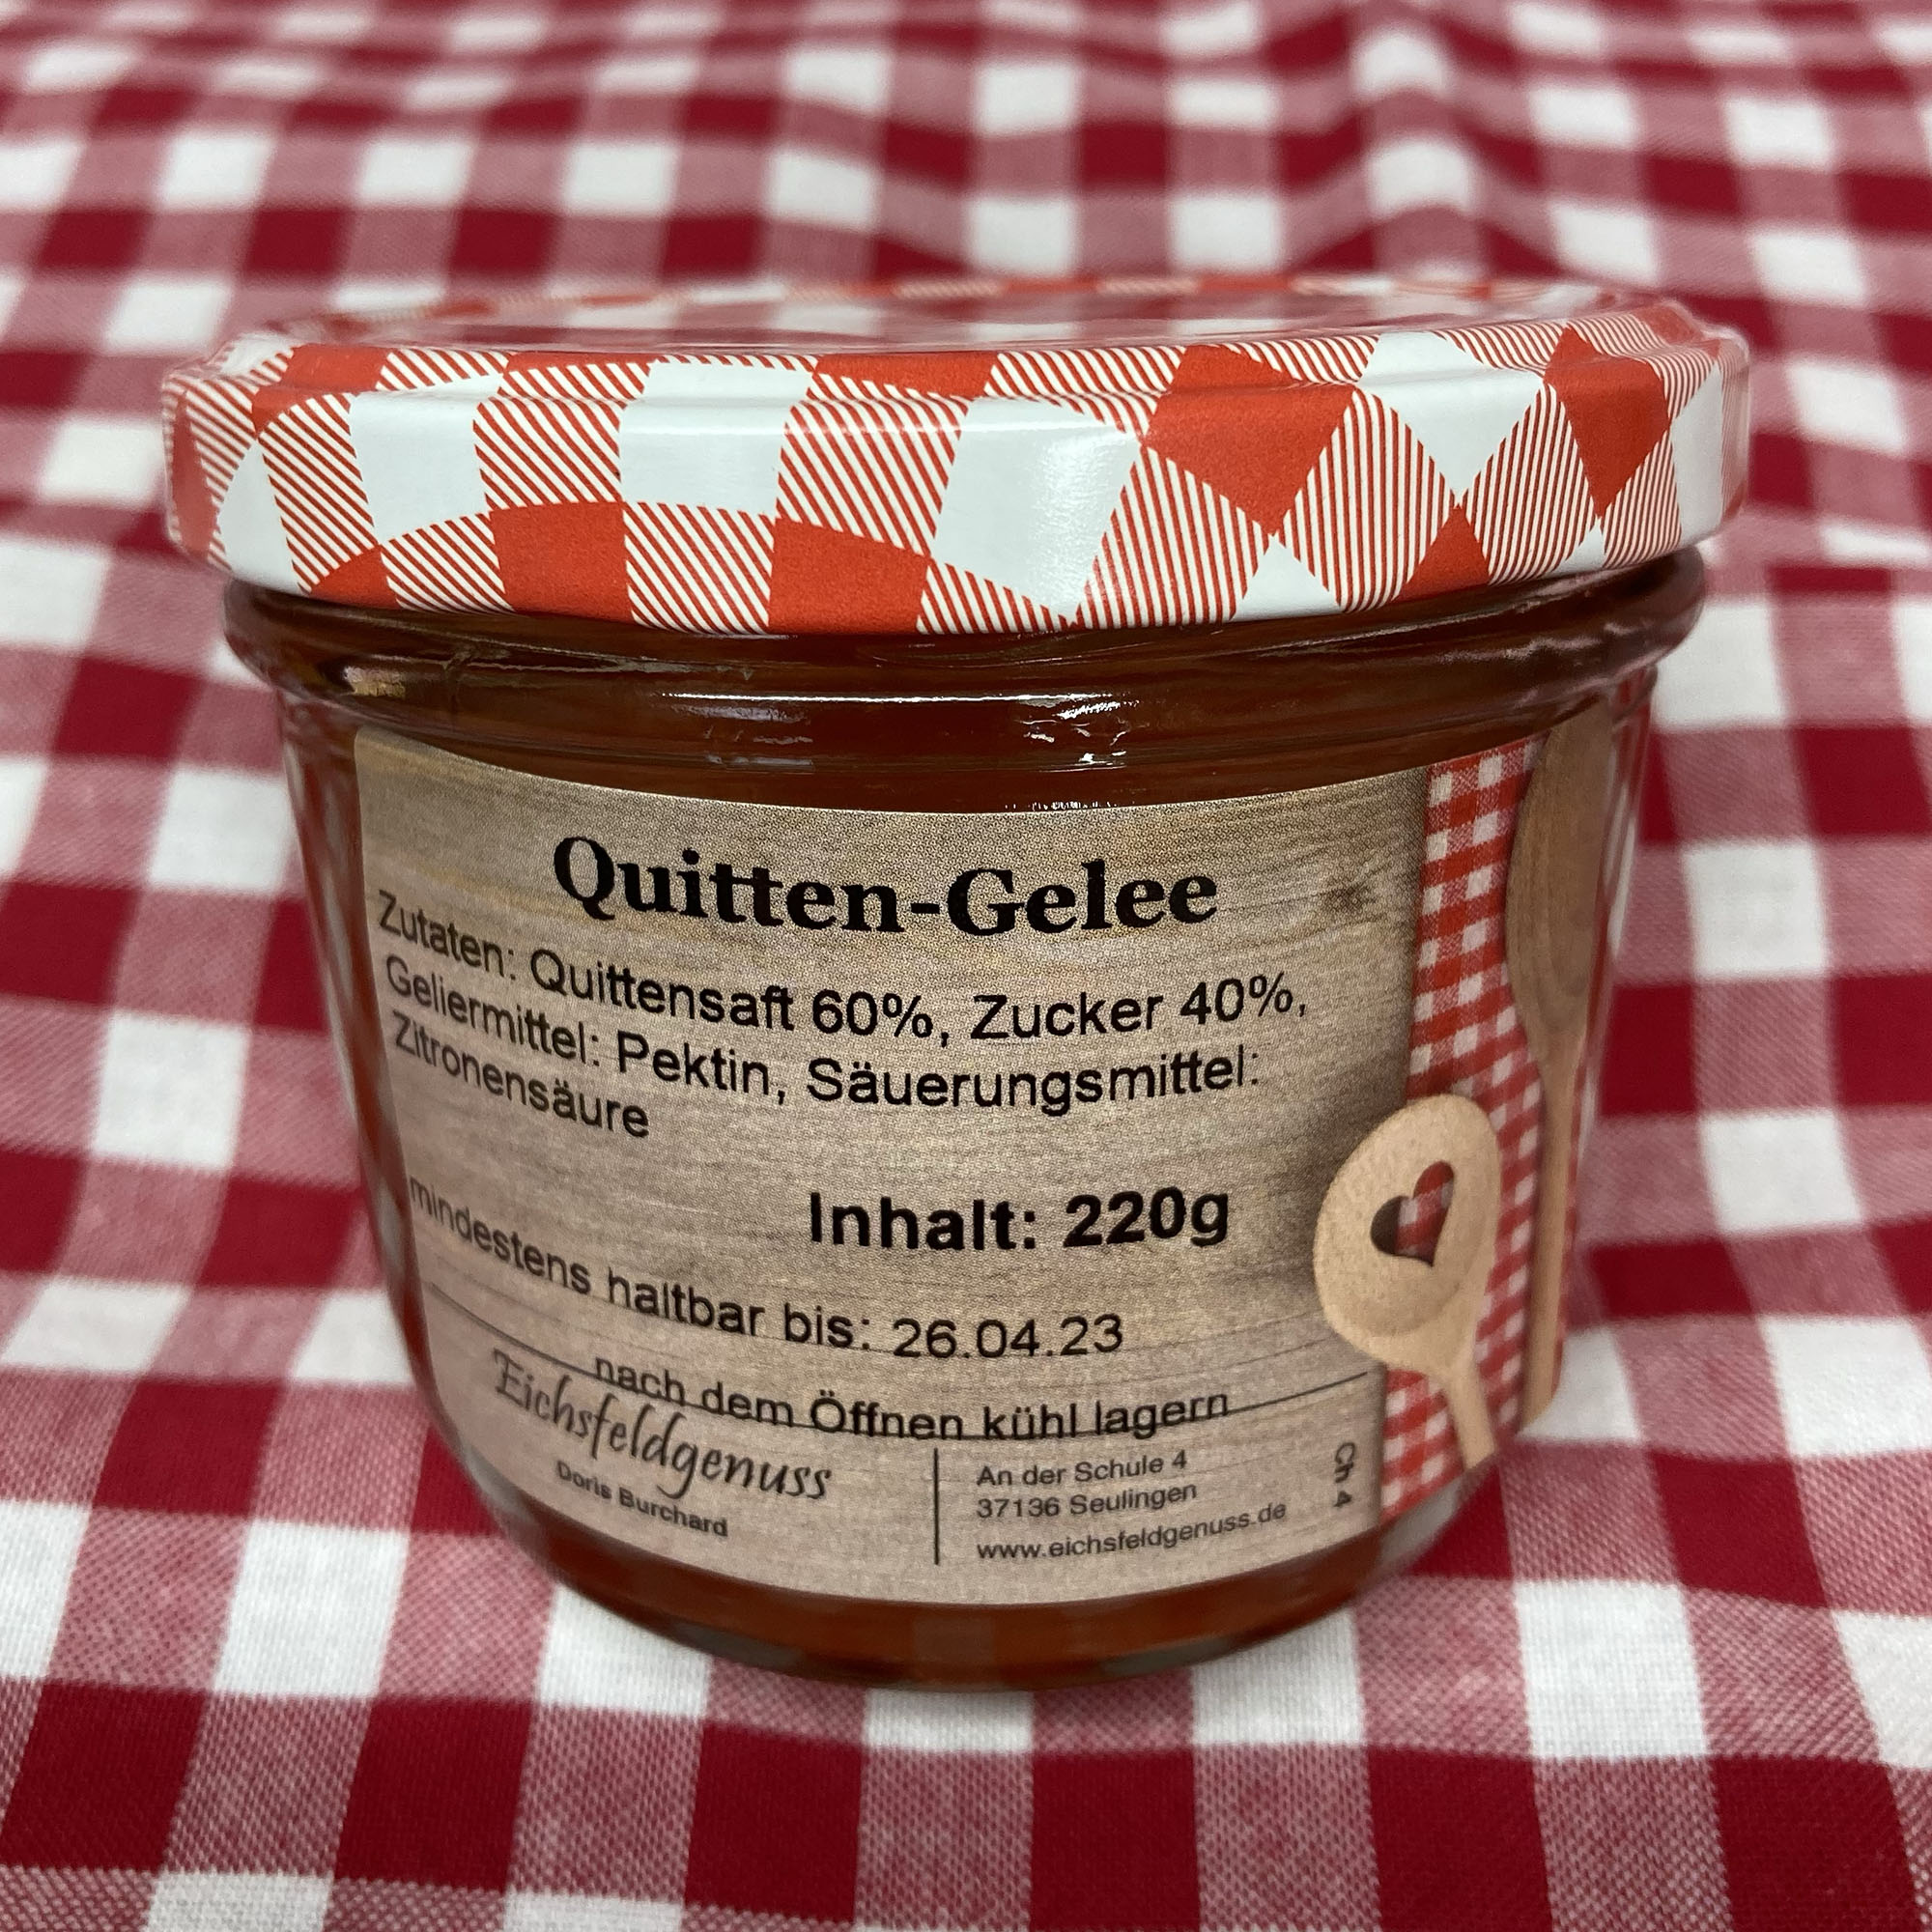 Quitten-Gelee
Zutaten: Quittensaft 60%, Zucker 40%,
Geliermittel: Pektin, Säuerungsmittel:
Zitronensäure
Inhalt: 220g
mindestens haltbar bis: 26.04.23
nach dem Öffnen kühl lagern
Eichsfeldgenuss
Doris Burchard
An der Schule 4
37136 Seulingen
www.eichsfeldgenuss.de
Ch 4